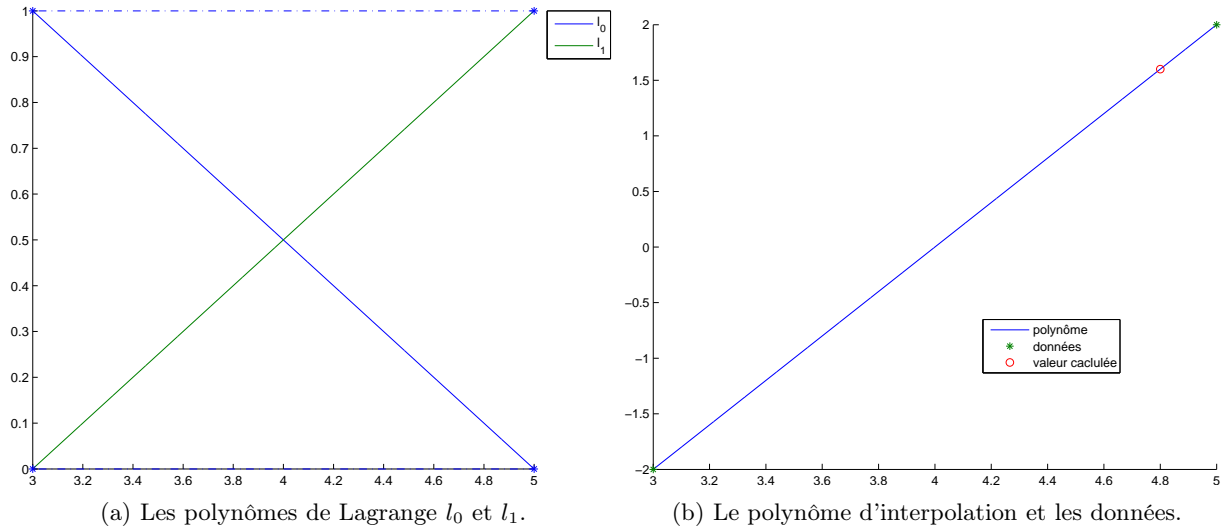 1
0.9
0.8
0.7
0.6
0.5
0.4
0.3
0.2
0.1
0
3 3.2 3.4 3.6 3.8 4 4.2 4.4 4.6 4.8 5
l_0
l_1
(a) Les polynômes de Lagrange l_0 et l_1.
2
1.5
1
0.5
0
−0.5
−1
−1.5
−2
3 3.2 3.4 3.6 3.8 4 4.2 4.4 4.6 4.8 5
polynôme
données
valeur caclulée
(b) Le polynôme d'interpolation et les données.